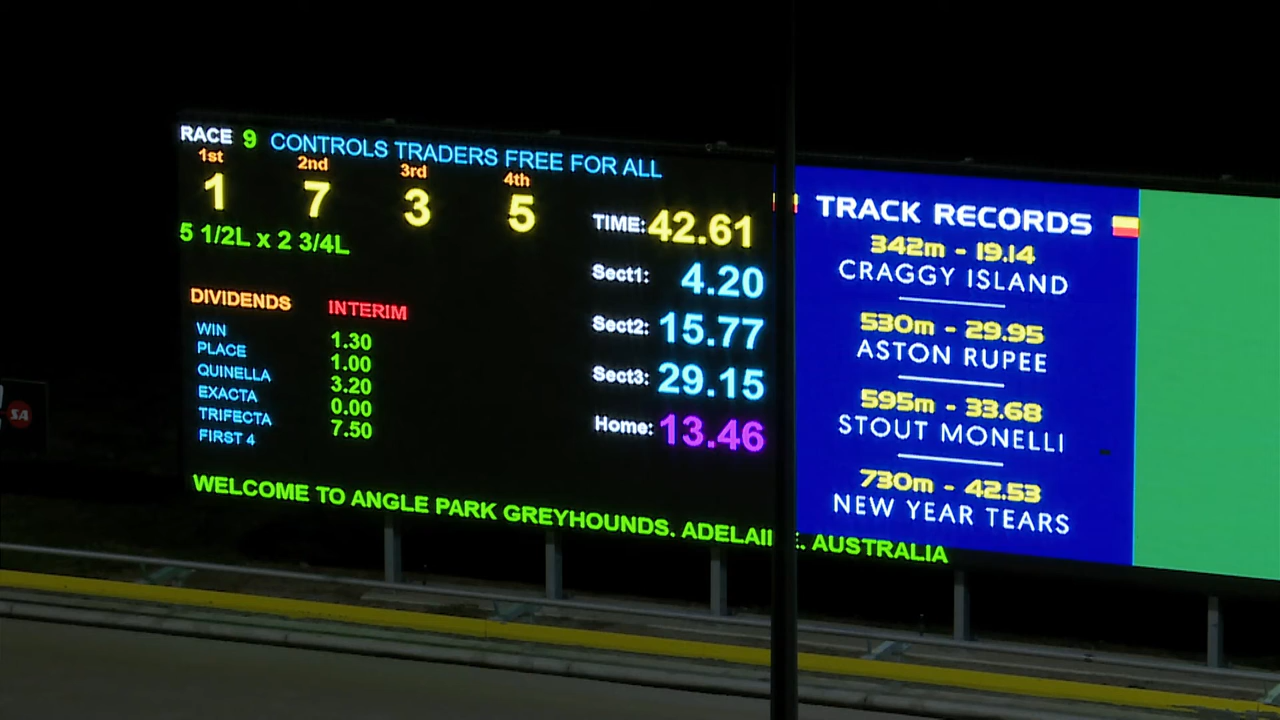 RACE 9 CONTROLS TRADERS FREE FOR ALL
1st 2nd 3rd 4th
1 7 3 5
5 1/2L x 2 3/4L
TIME: 42.61
Sect1: 4.20
Sect2: 15.77
Sect3: 29.15
Home: 13.46
DIVIDENDS INTERIM
WIN 1.30
PLACE 1.00
QUINELLA 3.20
EXACTA 0.00
TRIFECTA 7.50
FIRST 4
WELCOME TO ANGLE PARK GREYHOUNDS. AUSTRALIA
TRACK RECORDS
342m - 19.14
CRAGGY ISLAND
530m - 29.95
ASTON RUPEE
595m - 33.68
STOUT MONELLI
730m - 42.53
NEW YEAR TEARS
SA